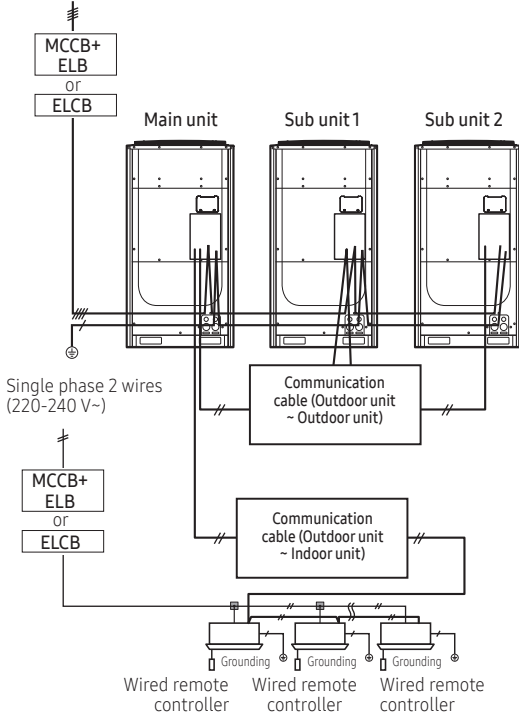 MCCB+
ELB
or
ELCB
Main unit
Sub unit 1
Sub unit 2
Communication
cable (Outdoor unit
~ Outdoor unit)
Single phase 2 wires
(220-240 V~)
MCCB+
ELB
or
ELCB
Communication
cable (Outdoor unit
~ Indoor unit)
Grounding
Grounding
Grounding
Wired remote
controller
Wired remote
controller
Wired remote
controller